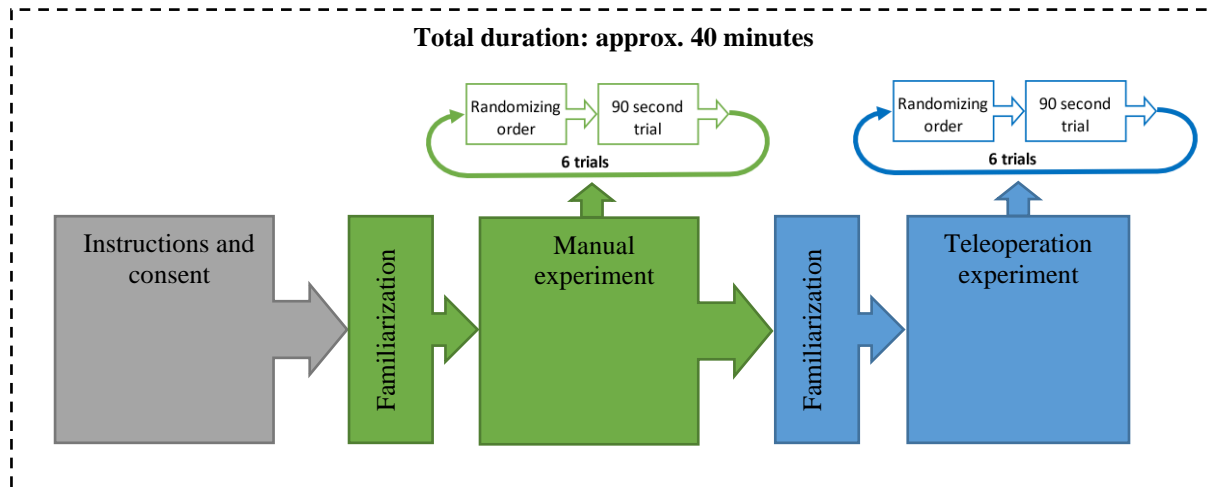 Total duration: approx. 40 minutes
Randomizing
order
90 second
trial
6 trials
Randomizing
order
90 second
trial
6 trials
Instructions and
consent
Familiarization
Manual
experiment
Familiarization
Teleoperation
experiment